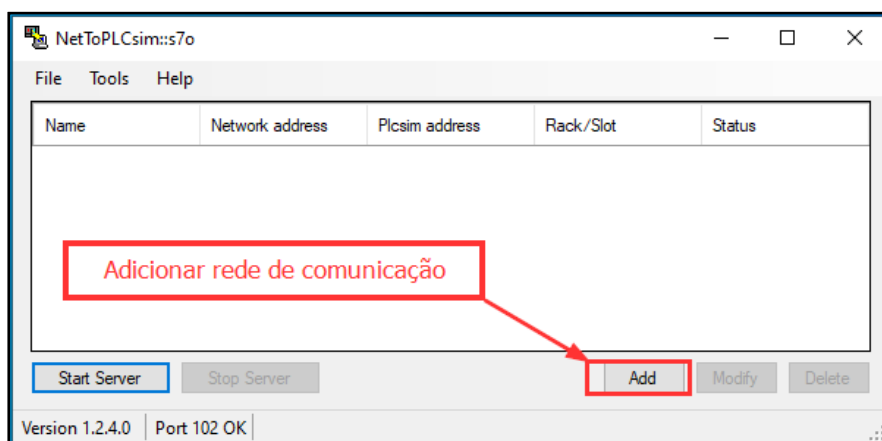 NetToPLCsim::s7o
File Tools Help
Name Network address Plcsim address Rack/Slot Status
Adicionar rede de comunicação
Start Server Stop Server Add Modify Delete
Version 1.2.4.0 Port 102 OK